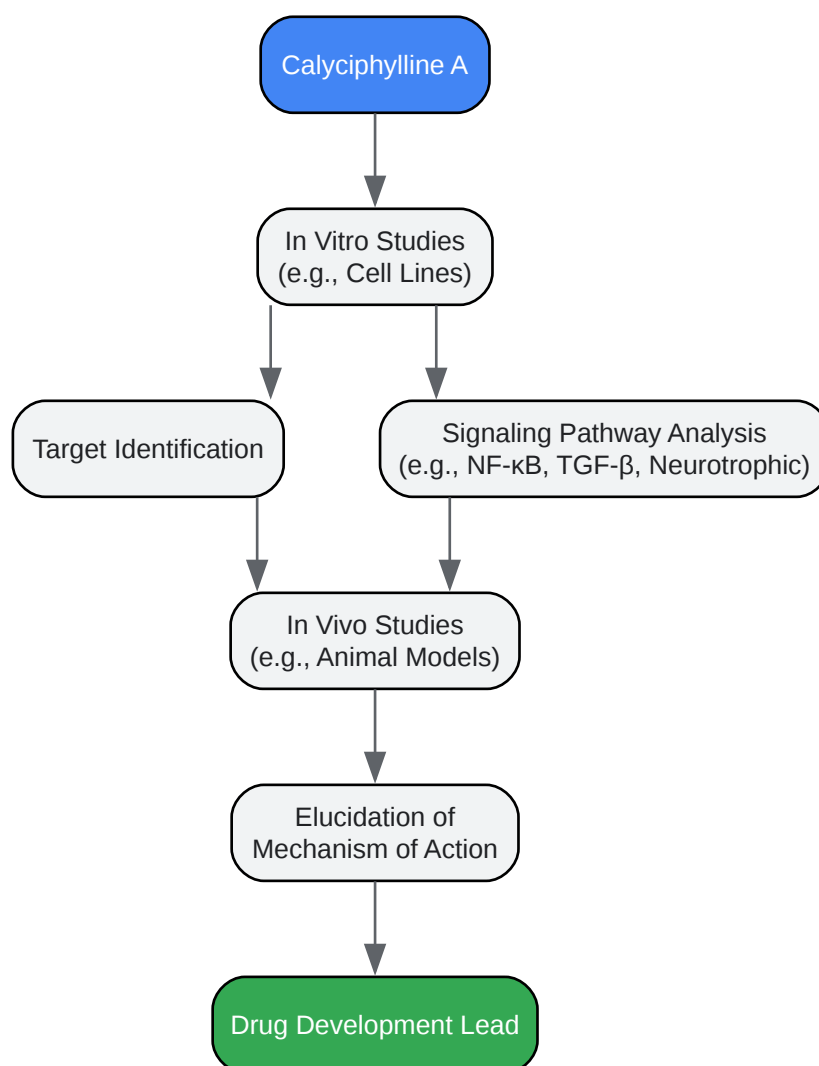 Calyciphylline A
In Vitro Studies
(e.g., Cell Lines)
Target Identification
Signaling Pathway Analysis
(e.g., NF-κB, TGF-β, Neurotrophic)
In Vivo Studies
(e.g., Animal Models)
Elucidation of
Mechanism of Action
Drug Development Lead